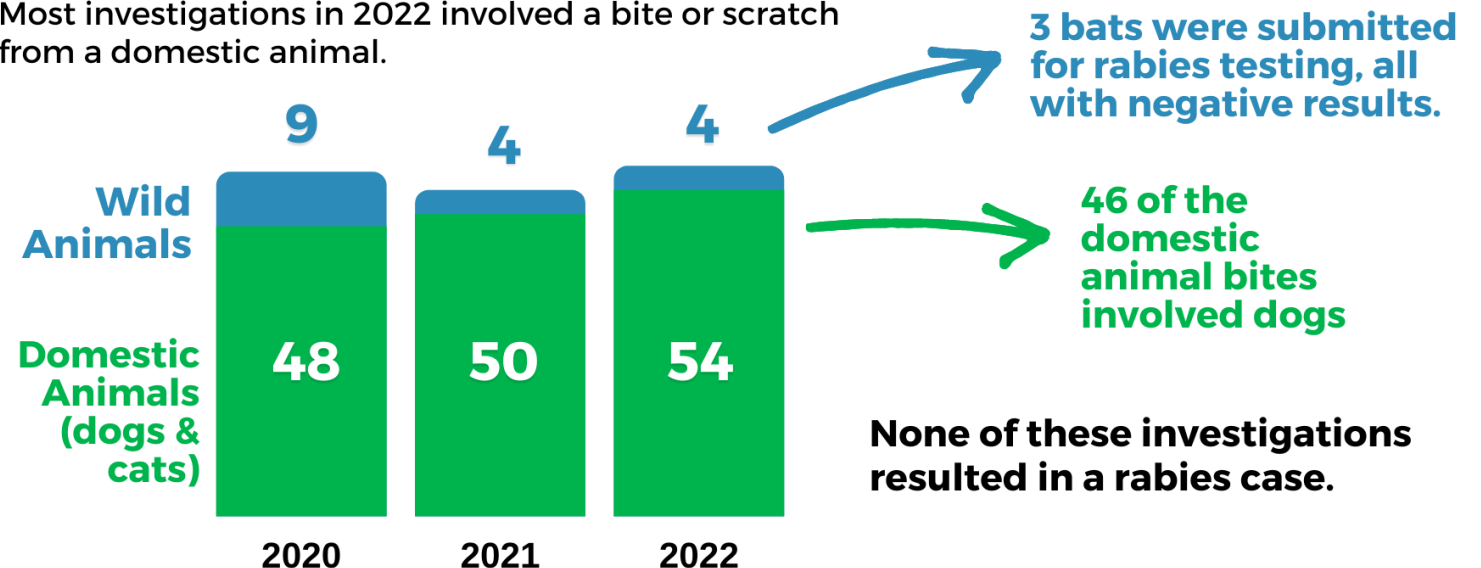 Most investigations in 2022 involved a bite or scratch
from a domestic animal.
3 bats were submitted
for rabies testing, all
with negative results.
9
4
4
Wild
Animals
46 of the
domestic
animal bites
involved dogs
Domestic
Animals
(dogs &
cats)
48
50
54
None of these investigations
resulted in a rabies case.
2020
2021
2022